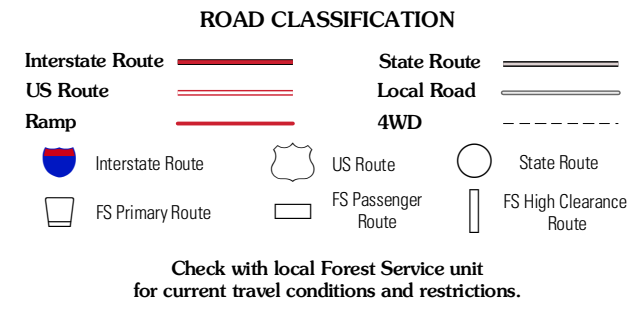 ROAD CLASSIFICATION
Interstate Route
State Route
US Route
Local Road
Ramp
4WD
Interstate Route
US Route
State Route
FS Primary Route
FS Passenger
Route
FS High Clearance
Route
Check with local Forest Service unit
for current travel conditions and restrictions.